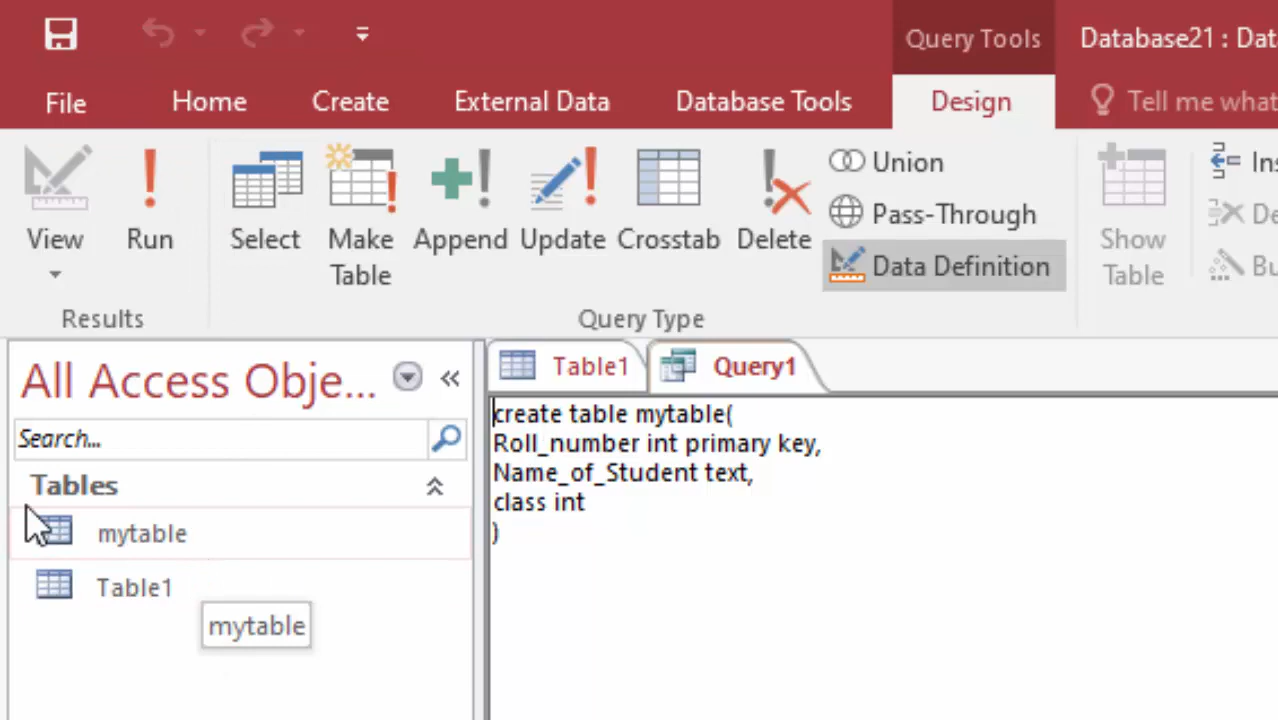 Query Tools
Database21 : Dat
File
Home
Create
External Data
Database Tools
Design
Tell me what
View
Run
Select
Make
Table
Append
Update
Crosstab
Delete
Union
Pass-Through
Data Definition
Show
Table
Results
Query Type
All Access Obje...
Search...
Tables
mytable
Table1
mytable
Table1
Query1
create table mytable(
Roll_number int primary key,
Name_of_Student text,
class int
)